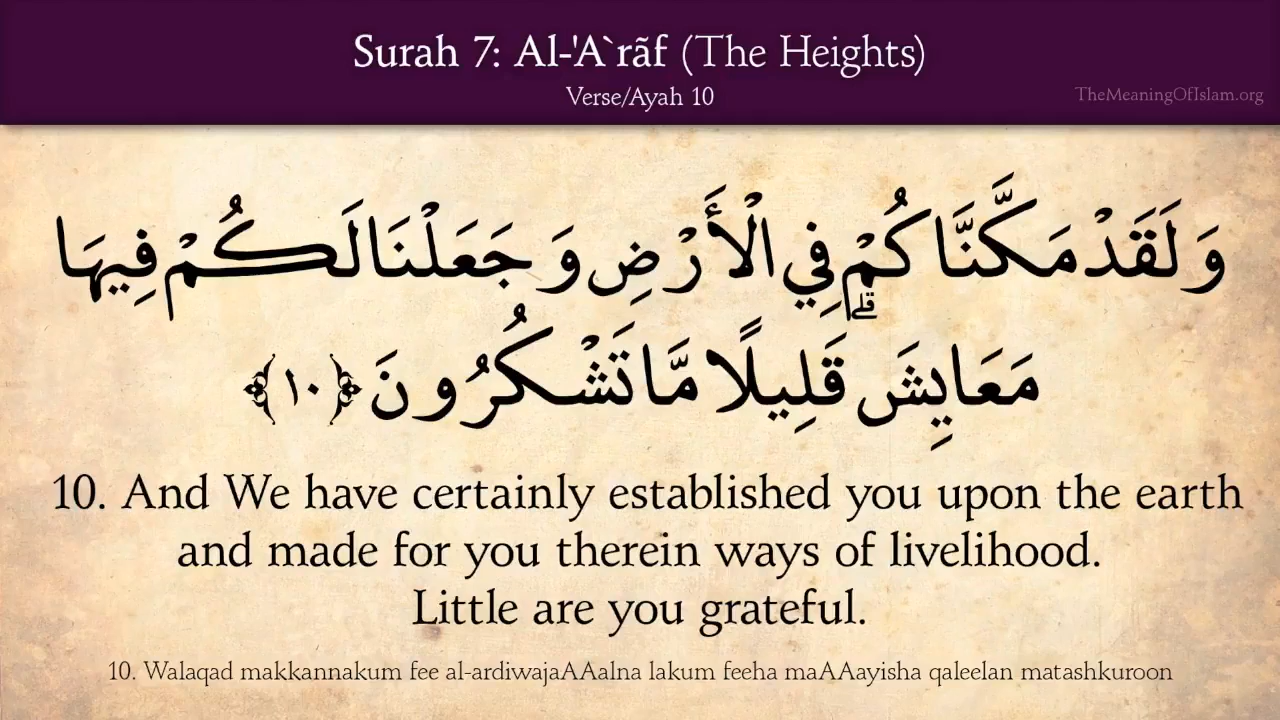 Surah 7: Al-'A`rãf (The Heights)
Verse/Ayah 10
TheMeaningOfIslam.org
وَلَقَدْ مَكَّنَّاكُمْ فِي الْأَرْضِ وَجَعَلْنَا لَكُمْ فِيهَا
مَعَايِشَ ۗ قَلِيلًا مَّا تَشْكُرُونَ ﴿١٠﴾
10. And We have certainly established you upon the earth
and made for you therein ways of livelihood.
Little are you grateful.
10. Walaqad makkannakum fee al-ardiwajaAAalna lakum feeha maAAayisha qaleelan matashkuroon